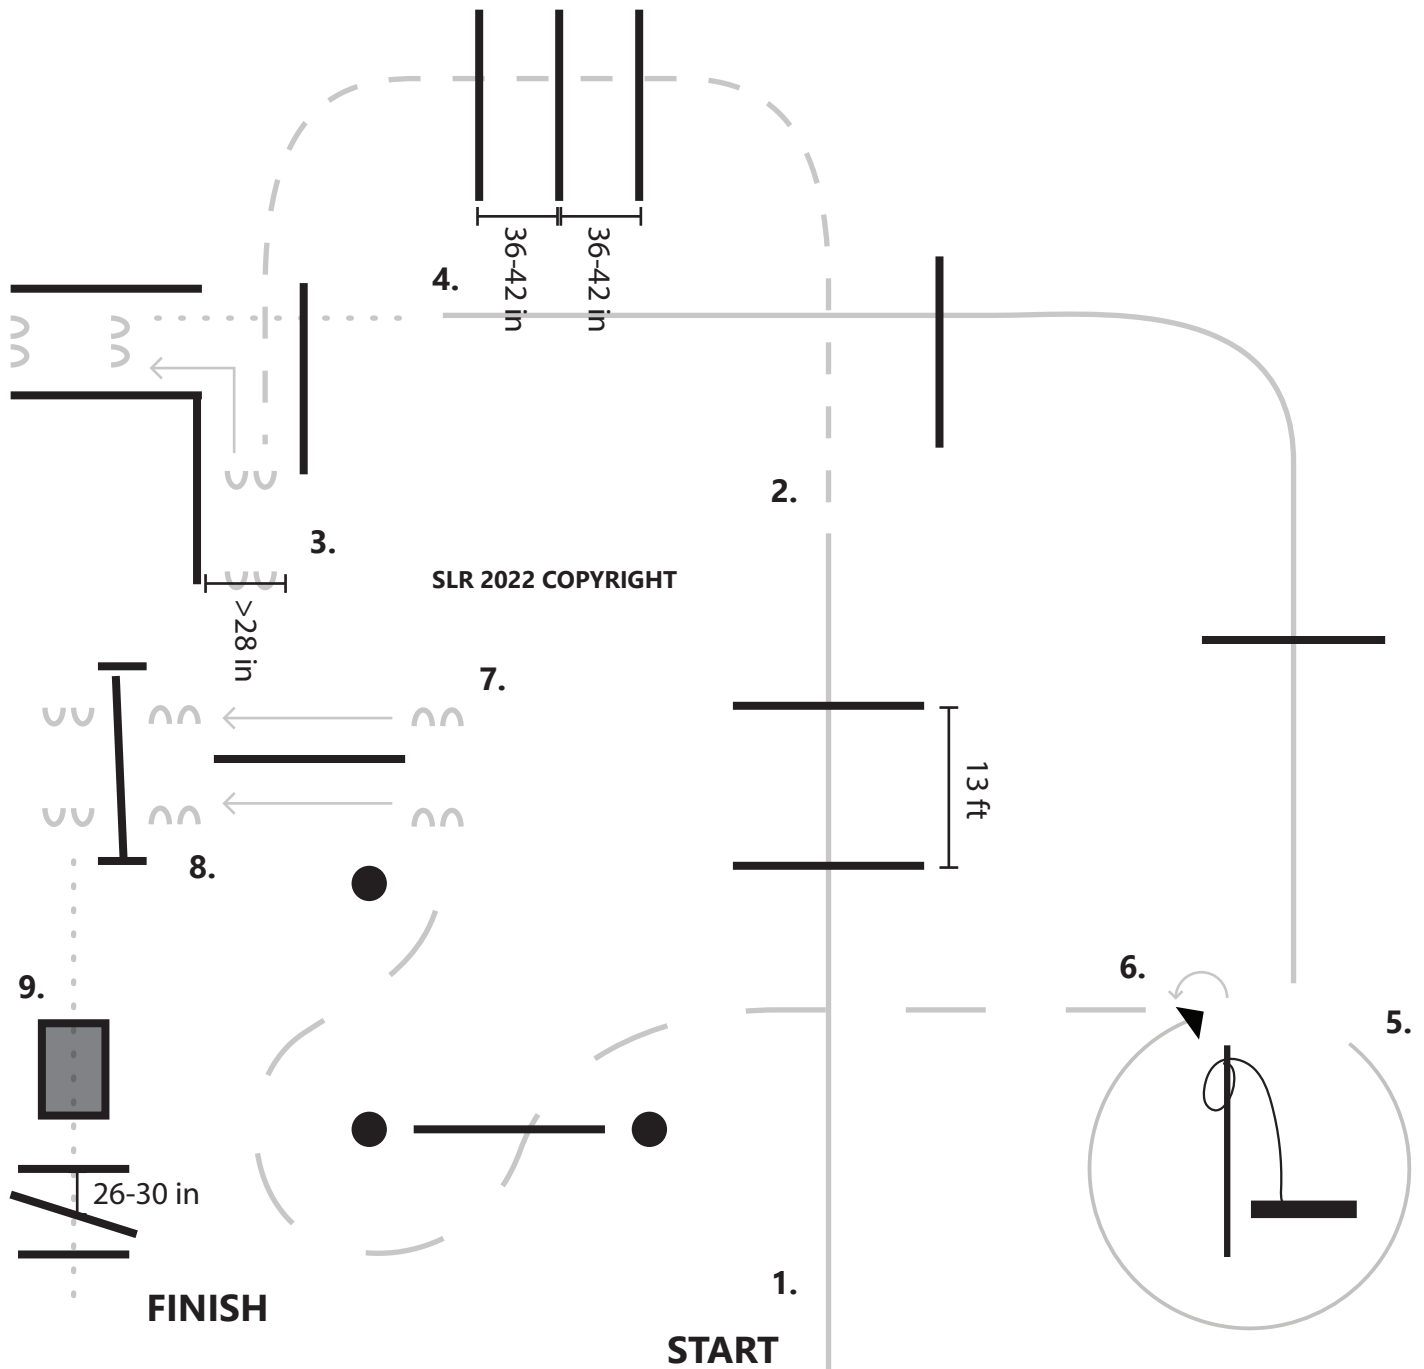 36-42 in
36-42 in
4.
2.
3.
SLR 2022 COPYRIGHT
>28 in
7.
13 ft
8.
6.
9.
5.
26-30 in
1.
FINISH
START